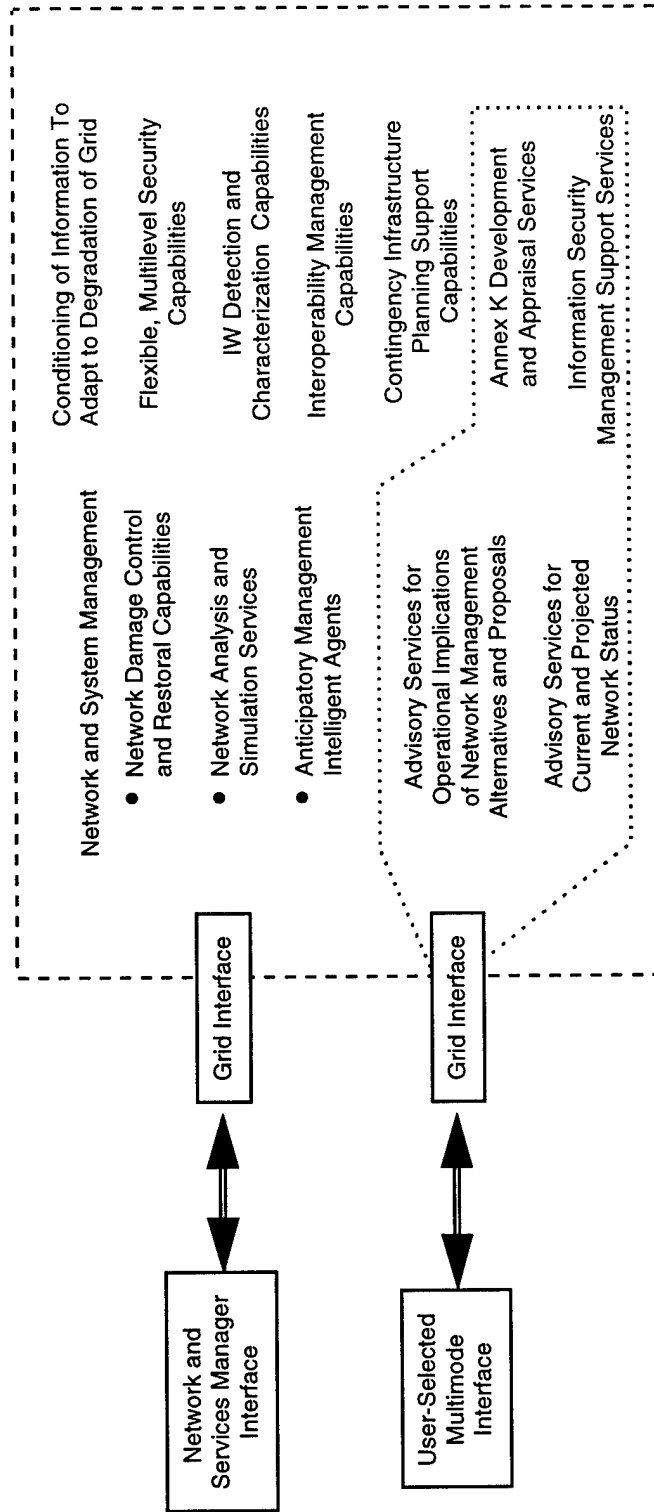 Network and
Services Manager
Interface
Grid Interface
User-Selected
Multimode
Interface
Grid Interface
Network and System Management
● Network Damage Control
and Restoral Capabilities
● Network Analysis and
Simulation Services
● Anticipatory Management
Intelligent Agents
Advisory Services for
Operational Implications
of Network Management
Alternatives and Proposals
Advisory Services for
Current and Projected
Network Status
Conditioning of Information To
Adapt to Degradation of Grid
Flexible, Multilevel Security
Capabilities
IW Detection and
Characterization Capabilities
Interoperability Management
Capabilities
Contingency Infrastructure
Planning Support
Capabilities
Annex K Development
and Appraisal Services
Information Security
Management Support Services